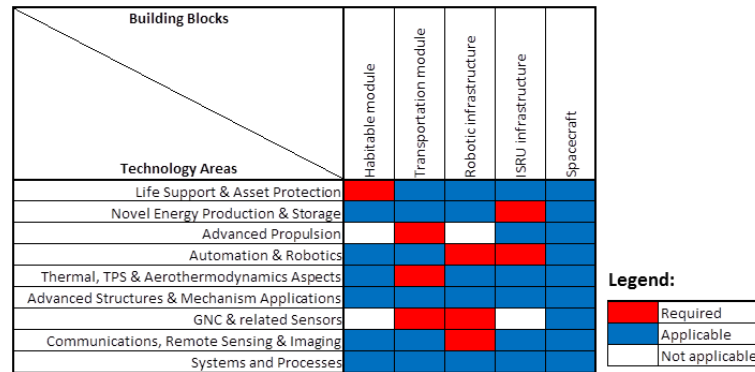 Building Blocks
Technology Areas
Habitable module
Transportation module
Robotic infrastructure
ISRU infrastructure
Spacecraft
Life Support & Asset Protection
Novel Energy Production & Storage
Advanced Propulsion
Automation & Robotics
Thermal, TPS & Aerothermodynamics Aspects
Advanced Structures & Mechanism Applications
GNC & related Sensors
Communications, Remote Sensing & Imaging
Systems and Processes
Legend:
Required
Applicable
Not applicable